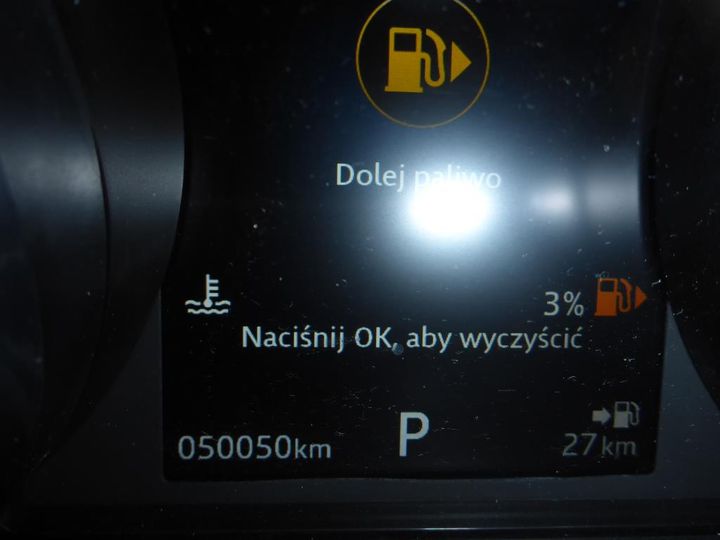 Dolej paliwo
3%
Naciśnij OK, aby wyczyścić
P
050050km
27km